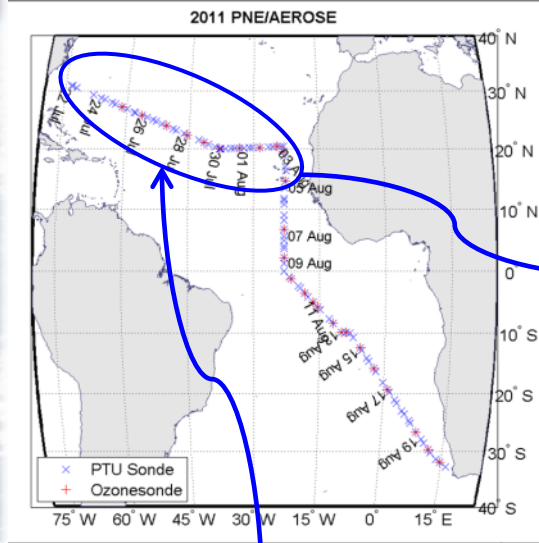 2011 PNE/AEROSE
40° N
30° N
20° N
10° N
0
10° S
20° S
30° S
40° S
22 Jul
24 Jul
26 Jul
28 Jul
30 Jul
01 Aug
03 Aug
05 Aug
07 Aug
09 Aug
11 Aug
13 Aug
15 Aug
17 Aug
19 Aug
PTU Sonde
Ozonesonde
75° W
60° W
45° W
30° W
15° W
0°
15° E